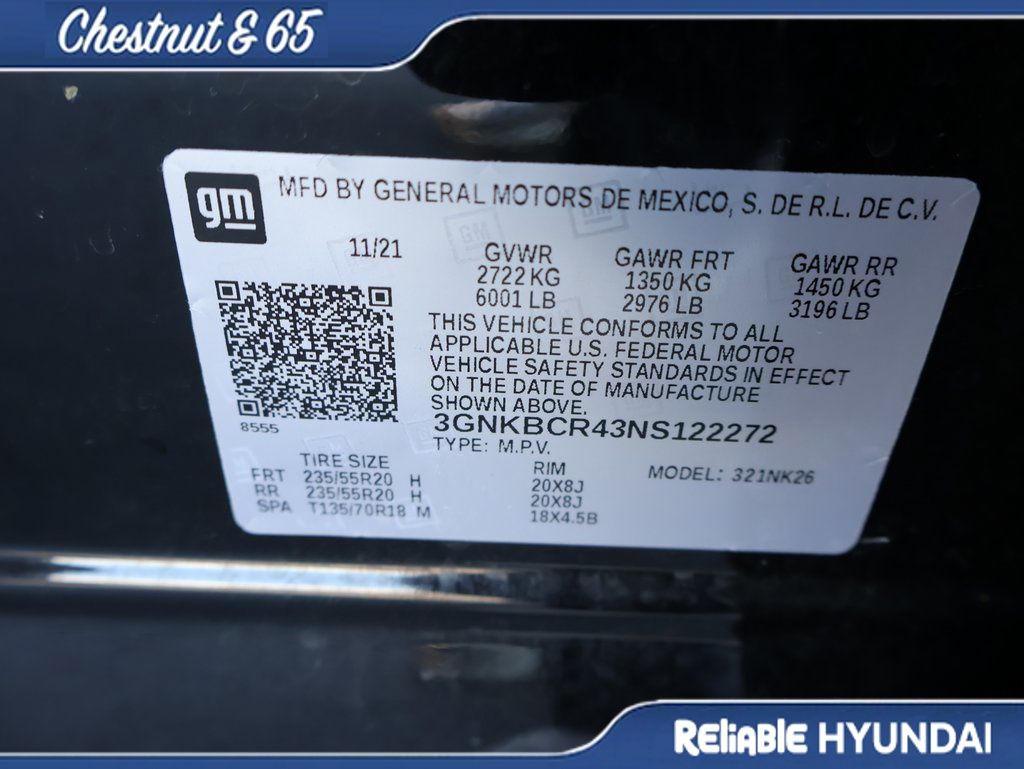 Chestnut & 65
gm
MFD BY GENERAL MOTORS DE MEXICO, S. DE R.L. DE C.V.
11/21 GVWR GAWR FRT GAWR RR
2722 KG 1350 KG 1450 KG
6001 LB 2976 LB 3196 LB
THIS VEHICLE CONFORMS TO ALL
APPLICABLE U.S. FEDERAL MOTOR
VEHICLE SAFETY STANDARDS IN EFFECT
ON THE DATE OF MANUFACTURE
SHOWN ABOVE.
8555
3GNKBCR43NS122272
TYPE: M.P.V.
TIRE SIZE RIM MODEL: 321NK26
FRT 235/55R20 H 20X8J
RR 235/55R20 H 20X8J
SPA T135/70R18 M 18X4.5B
Reliable HYUNDAI